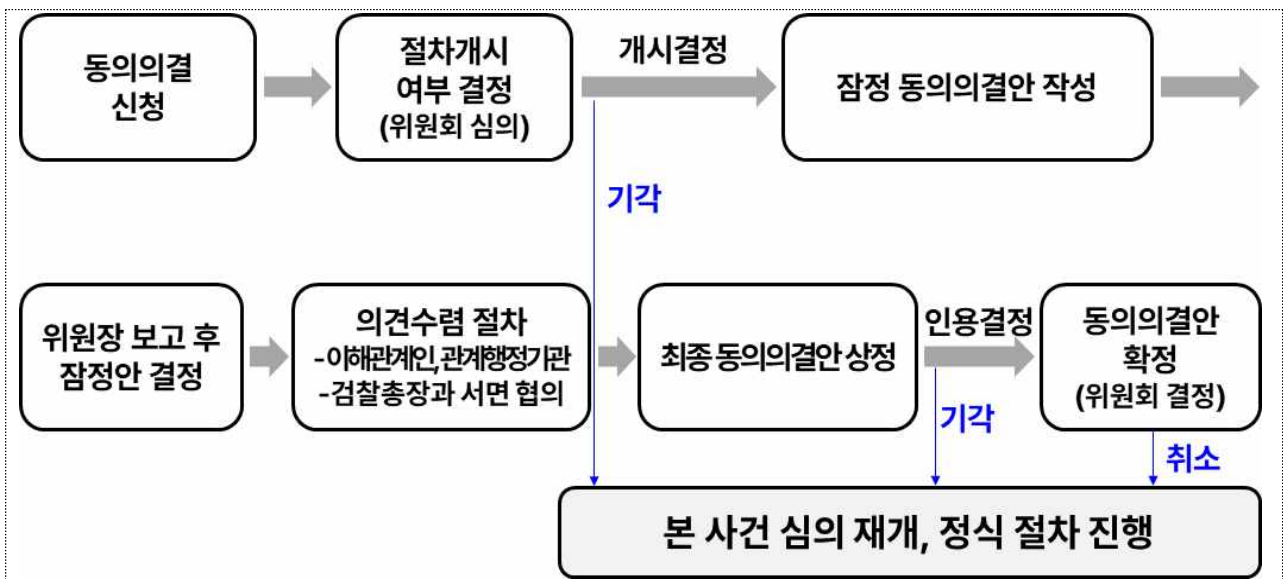 동의의결
신청
절차개시
여부 결정
(위원회 심의)
개시결정
잠정 동의의결안 작성
기각
위원장 보고 후
잠정안 결정
의견수렴 절차
-이해관계인,관계행정기관
-검찰총장과 서면 협의
최종 동의의결안 상정
인용결정
기각
동의의결안
확정
(위원회 결정)
취소
본 사건 심의 재개, 정식 절차 진행